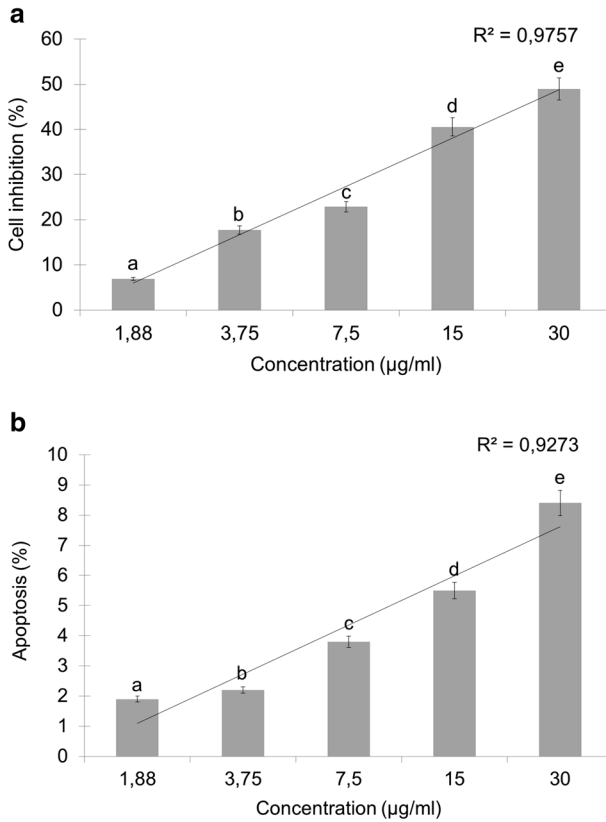 a
R² = 0,9757
60
50
40
30
20
10
0
Cell inhibition (%)
a
b
c
d
e
1,88 3,75 7,5 15 30
Concentration (µg/ml)
b
R² = 0,9273
10
9
8
7
6
5
4
3
2
1
0
Apoptosis (%)
a
b
c
d
e
1,88 3,75 7,5 15 30
Concentration (µg/ml)